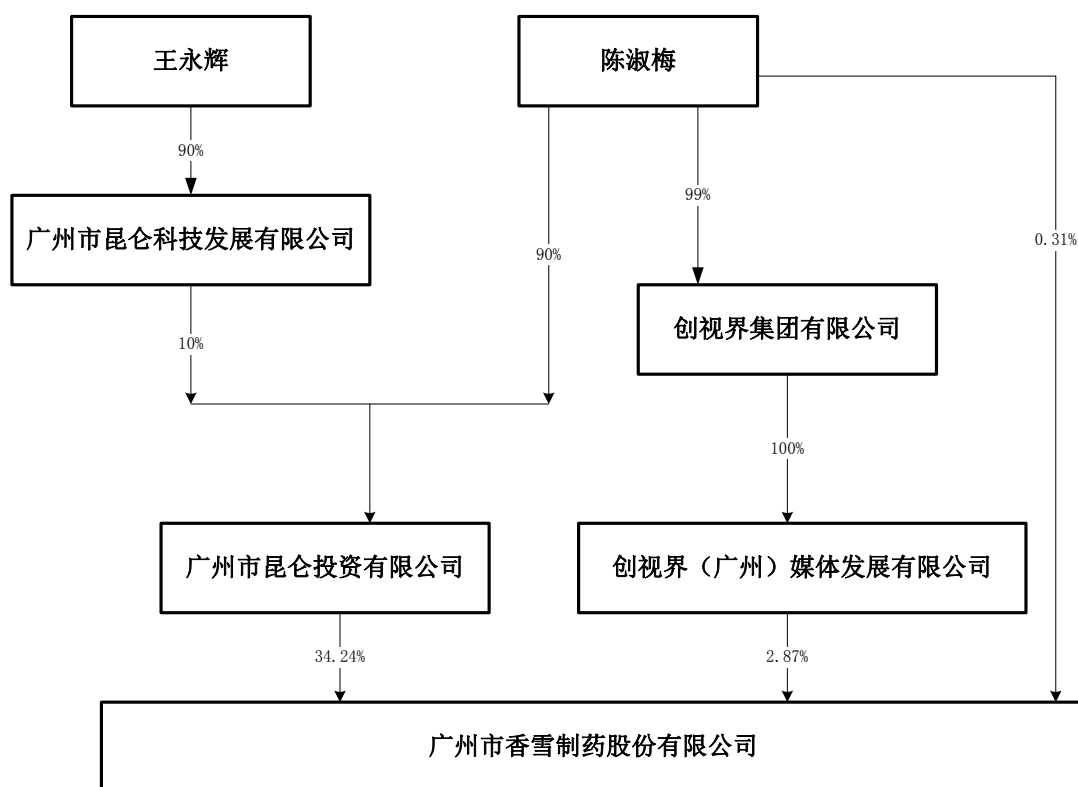 王永辉
陈淑梅
90%
99%
广州市昆仑科技发展有限公司
90%
0.31%
创视界集团有限公司
10%
100%
广州市昆仑投资有限公司
创视界（广州）媒体发展有限公司
34.24%
2.87%
广州市香雪制药股份有限公司